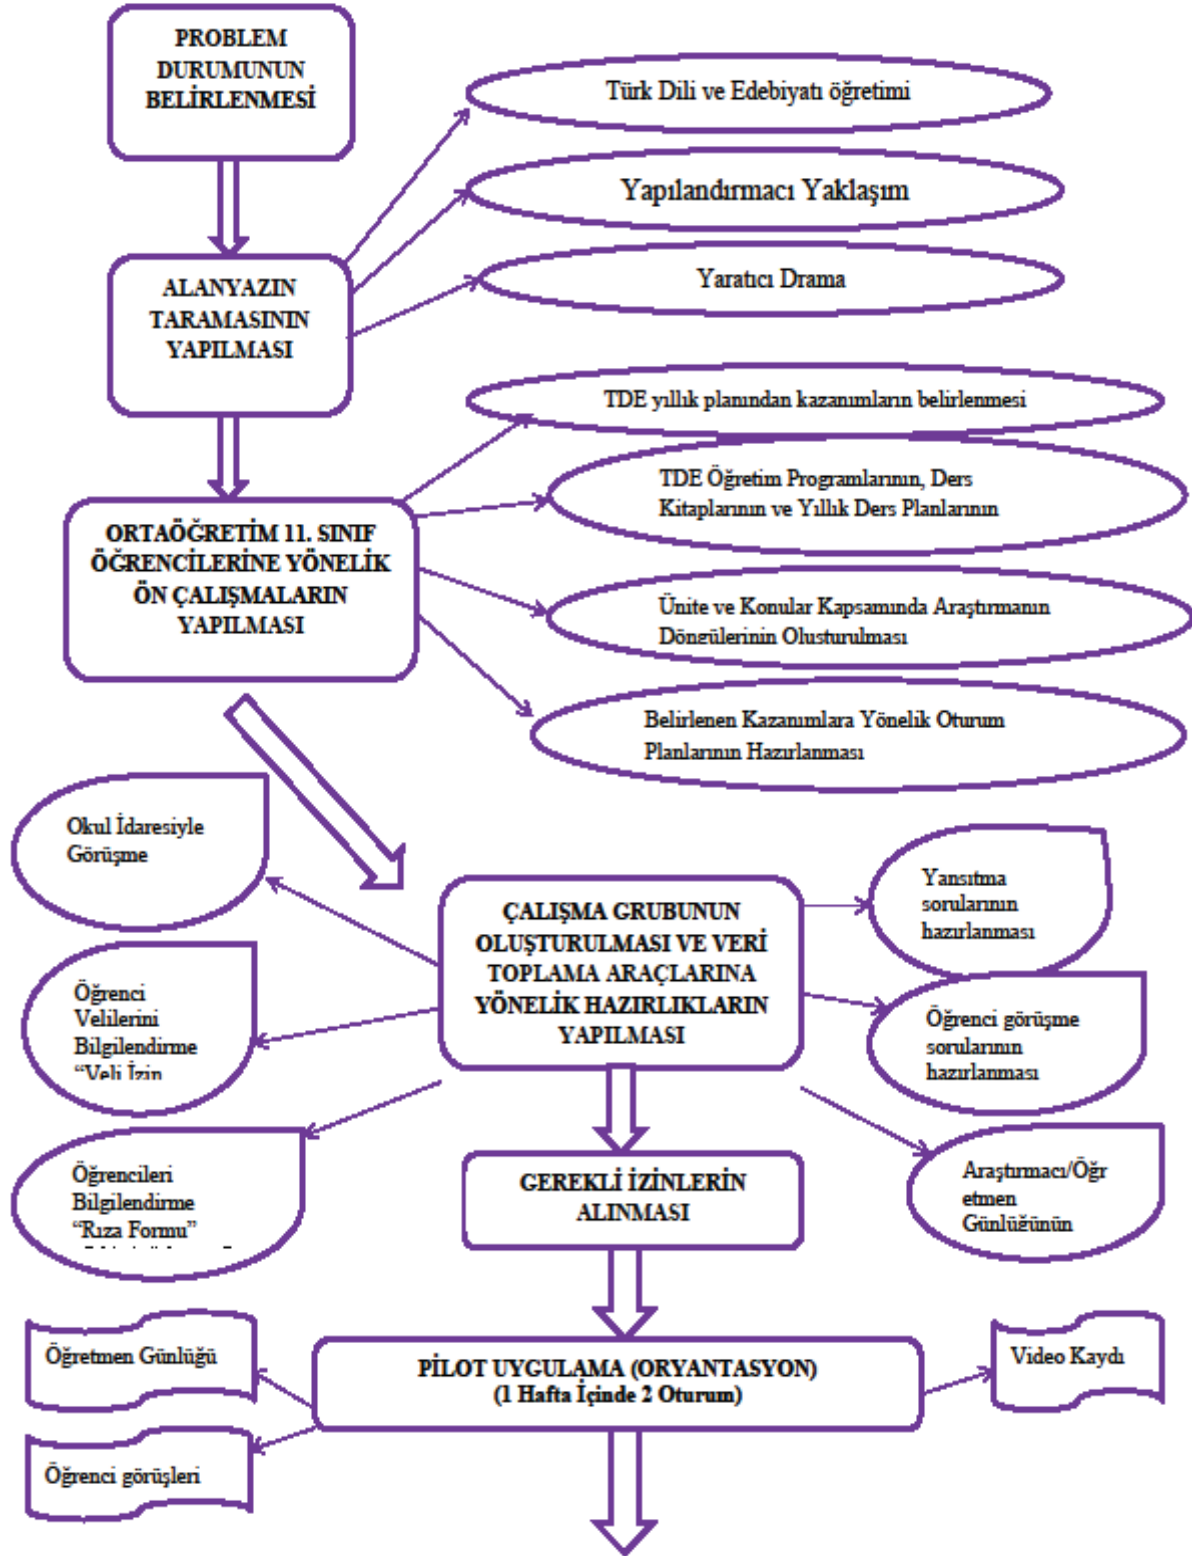 PROBLEM
DURUMUNUN
BELİRLENMESİ
Türk Dili ve Edebiyatı öğretimi
Yapılandırmacı Yaklaşım
Yaratıcı Drama
ALANYAZIN
TARAMASININ
YAPILMASI
TDE yıllık planından kazanımların belirlenmesi
TDE Öğretim Programlarının, Ders
Kitaplarının ve Yıllık Ders Planlarının
ORTAÖĞRETİM 11. SINIF
ÖĞRENCİLERİNE YÖNELİK
ÖN ÇALIŞMALARIN
YAPILMASI
Ünite ve Konular Kapsamında Araştırmanın
Döngülerinin Oluşturulması
Belirlenen Kazanımlara Yönelik Oturum
Planlarının Hazırlanması
Okul İdaresiyle
Görüşme
Öğrenci
Velilerini
Bilgilendirme
“Veli İzin
Öğrencileri
Bilgilendirme
“Rıza Formu”
ÇALIŞMA GRUBUNUN
OLUŞTURULMASI VE VERİ
TOPLAMA ARAÇLARINA
YÖNELİK HAZIRLIKLARIN
YAPILMASI
Yansıtma
sorularının
hazırlanması
Öğrenci görüşme
sorularının
hazırlanması
Araştırmacı/Öğr
etmen
Günlüğünün
GEREKLİ İZİNLERİN
ALINMASI
Öğretmen Günlüğü
Öğrenci görüşleri
PİLOT UYGULAMA (ORYANTASYON)
(1 Hafta İçinde 2 Oturum)
Video Kaydı